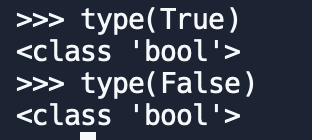 >>> type(True)
<class 'bool'>
>>> type(False)
<class 'bool'>